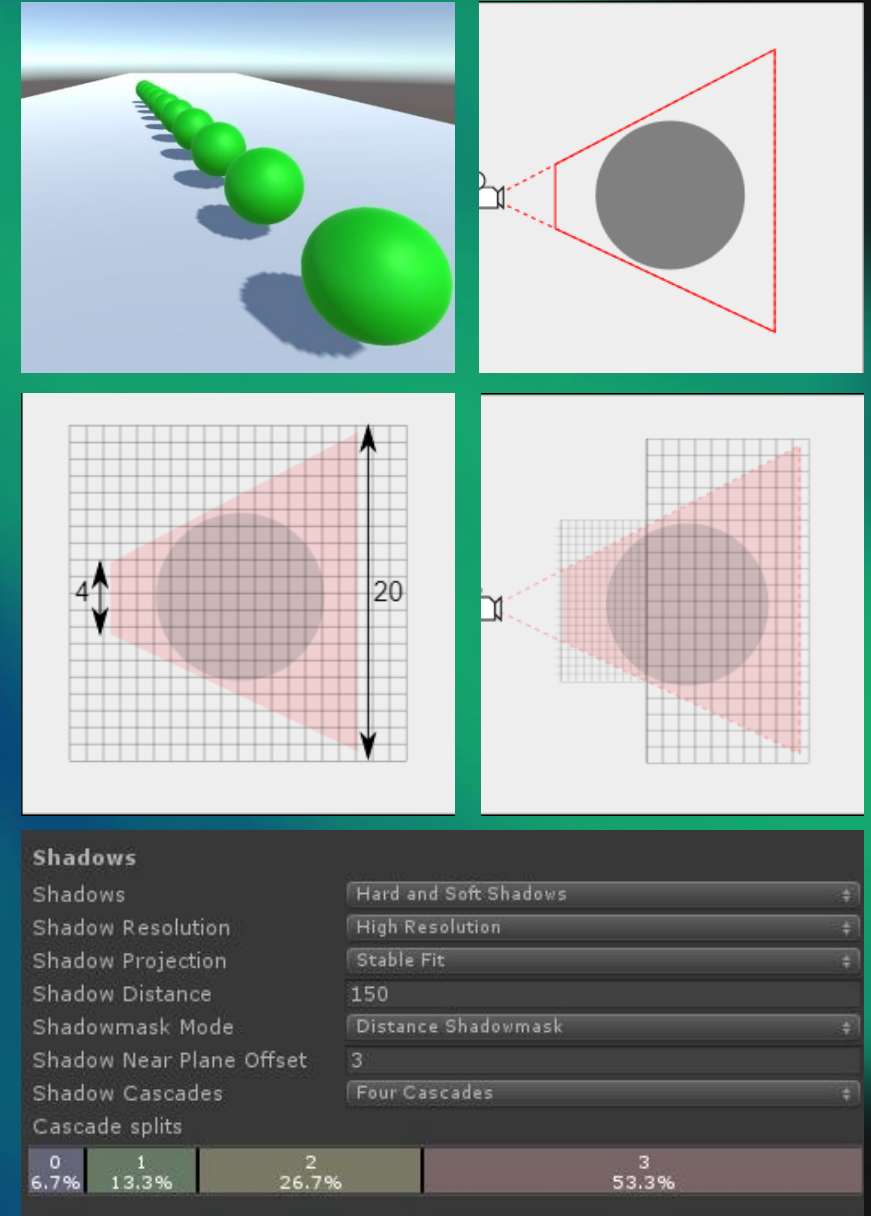 4
20
Shadows
Shadows Hard and Soft Shadows
Shadow Resolution High Resolution
Shadow Projection Stable Fit
Shadow Distance 150
Shadowmask Mode Distance Shadowmask
Shadow Near Plane Offset 3
Shadow Cascades Four Cascades
Cascade splits
0 1 2 3
6.7% 13.3% 26.7% 53.3%